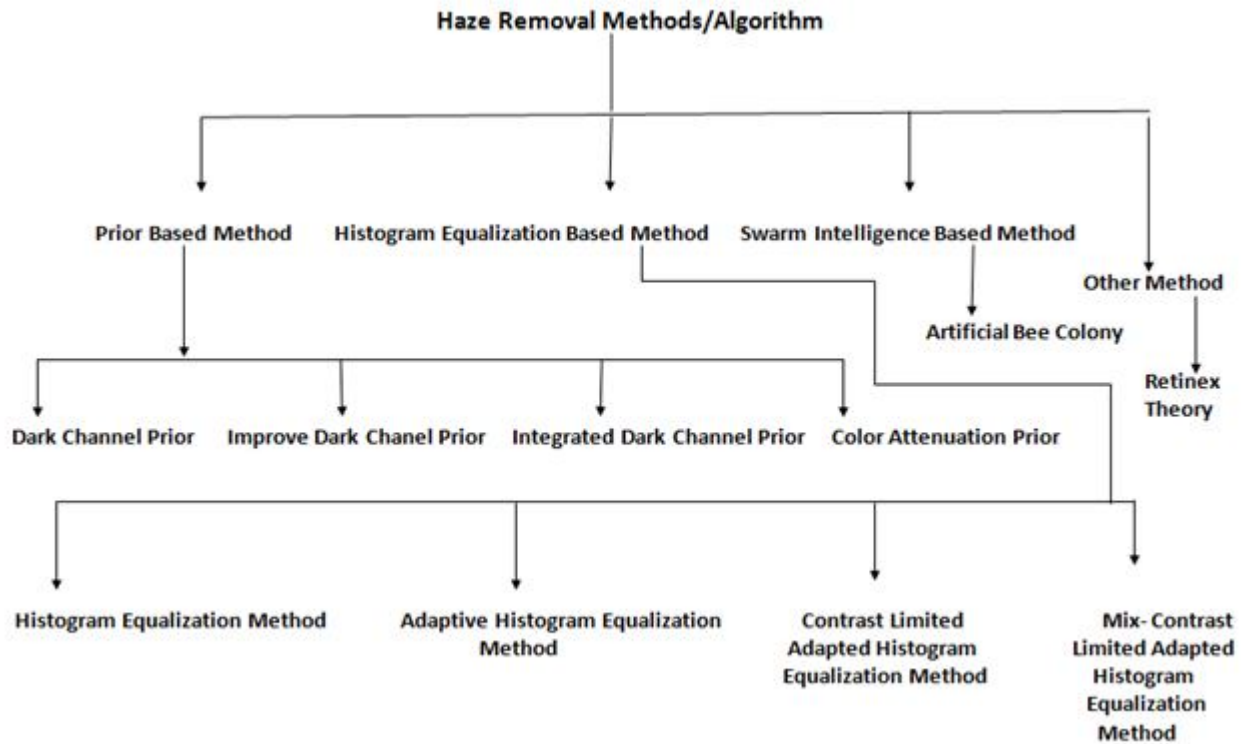 Haze Removal Methods/Algorithm
Prior Based Method
Histogram Equalization Based Method
Swarm Intelligence Based Method
Other Method
Artificial Bee Colony
Retinex
Theory
Dark Channel Prior
Improve Dark Chanel Prior
Integrated Dark Channel Prior
Color Attenuation Prior
Histogram Equalization Method
Adaptive Histogram Equalization
Method
Contrast Limited
Adapted Histogram
Equalization Method
Mix- Contrast
Limited Adapted
Histogram
Equalization
Method